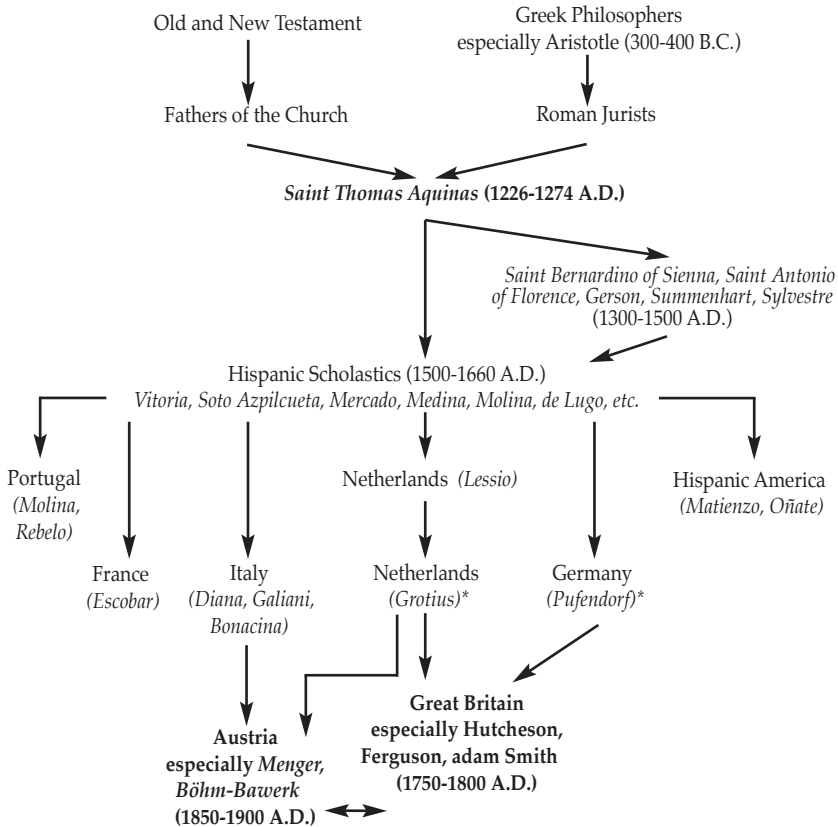 Old and New Testament
Greek Philosophers
especially Aristotle (300-400 B.C.)
Fathers of the Church
Roman Jurists
Saint Thomas Aquinas (1226-1274 A.D.)
Saint Bernardino of Sienna, Saint Antonio
of Florence, Gerson, Summenhart, Sylvestre
(1300-1500 A.D.)
Hispanic Scholastics (1500-1660 A.D.)
Vitoria, Soto Azpilcueta, Mercado, Medina, Molina, de Lugo, etc.
Portugal
(Molina,
Rebelo)
Netherlands (Lessio)
Hispanic America
(Matienzo, Oñate)
France
(Escobar)
Italy
(Diana, Galiani,
Bonacina)
Netherlands
(Grotius)*
Germany
(Pufendorf)*
Great Britain
especially Hutcheson,
Ferguson, adam Smith
(1750-1800 A.D.)
Austria
especially Menger,
Böhm-Bawerk
(1850-1900 A.D.)